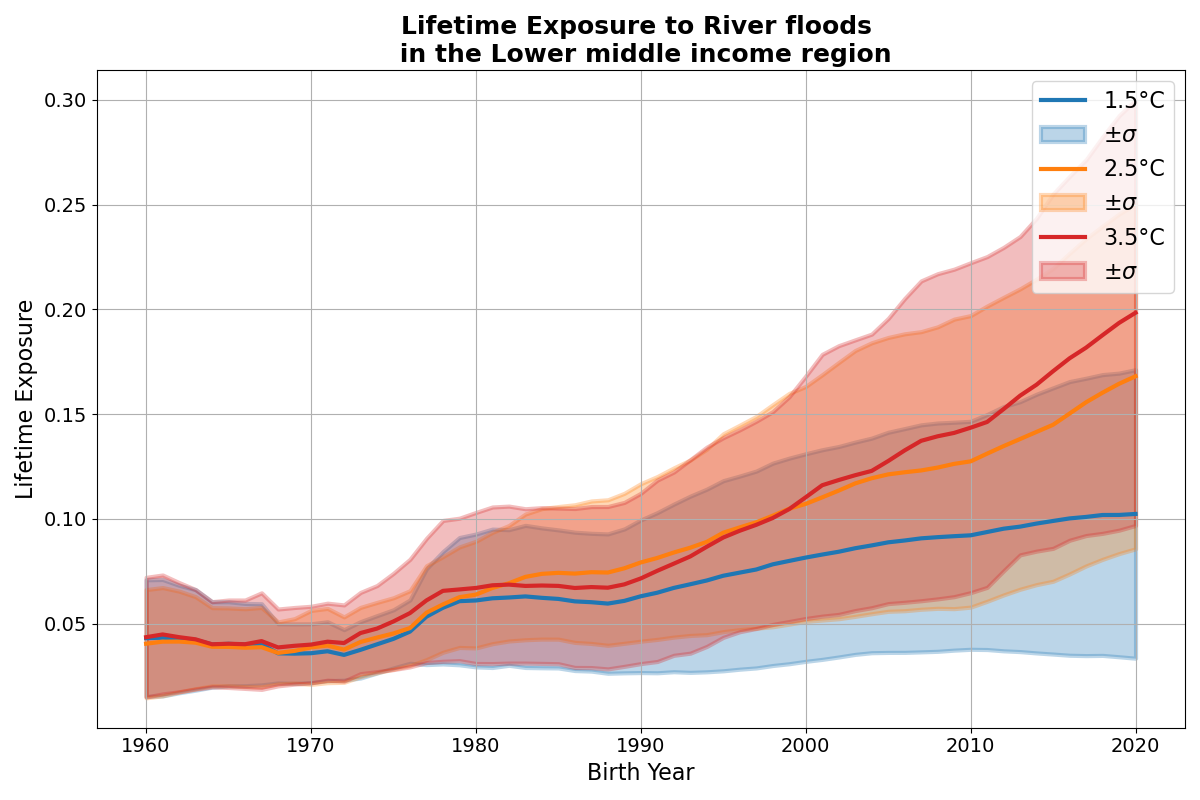 Lifetime Exposure to River floods
in the Lower middle income region
0.30
0.25
0.20
0.15
0.10
0.05
Lifetime Exposure
1960
1970
1980
1990
2000
2010
2020
Birth Year
1.5°C
±σ
2.5°C
±σ
3.5°C
±σ